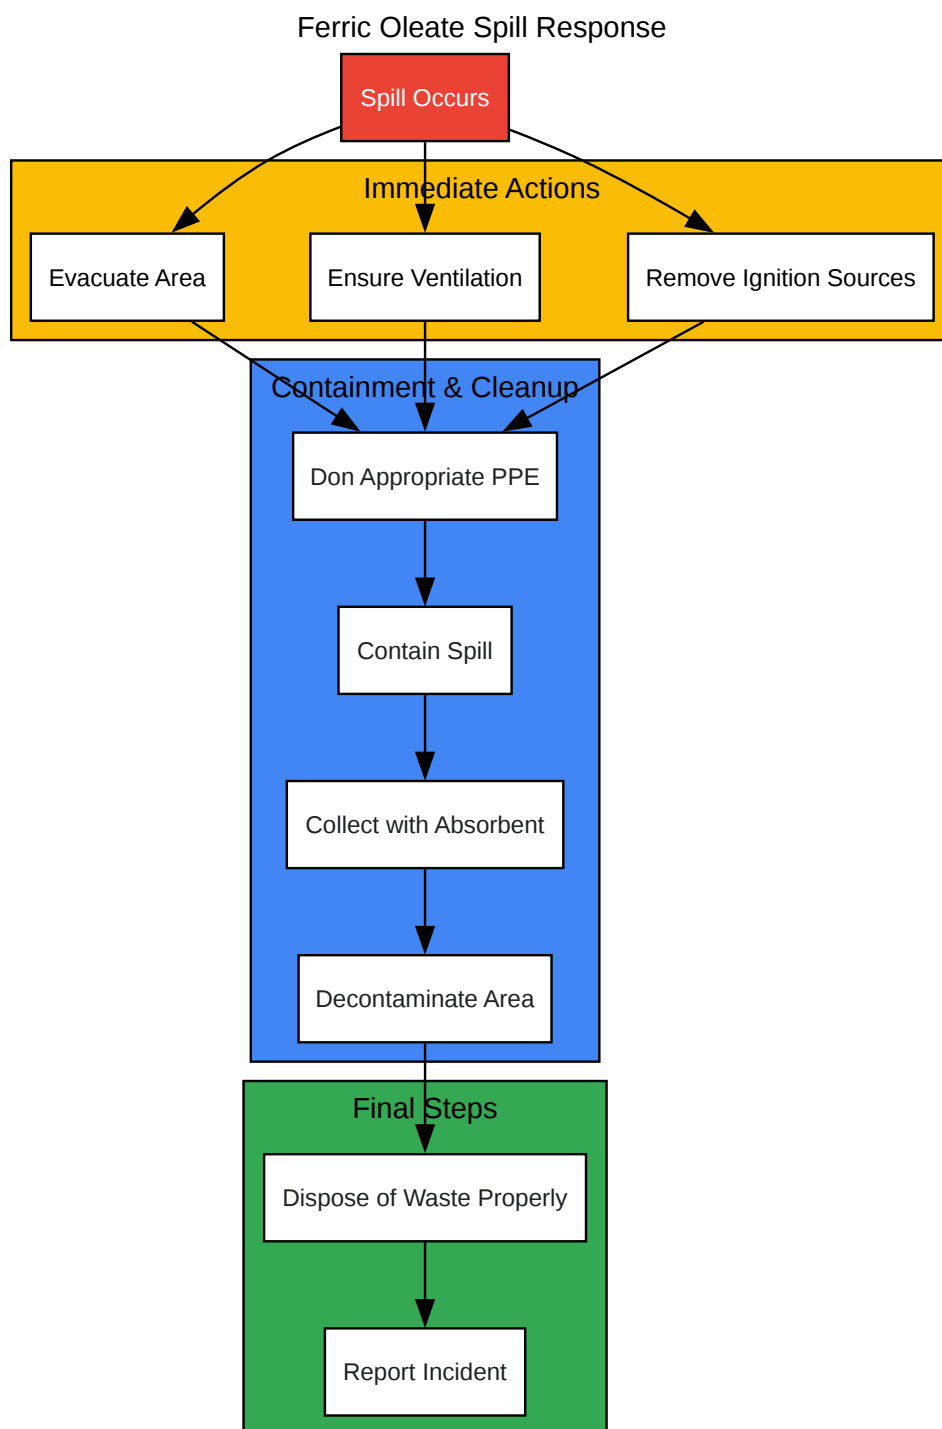 Ferric Oleate Spill Response
Spill Occurs
Immediate Actions
Evacuate Area
Ensure Ventilation
Remove Ignition Sources
Containment & Cleanup
Don Appropriate PPE
Contain Spill
Collect with Absorbent
Decontaminate Area
Final Steps
Dispose of Waste Properly
Report Incident